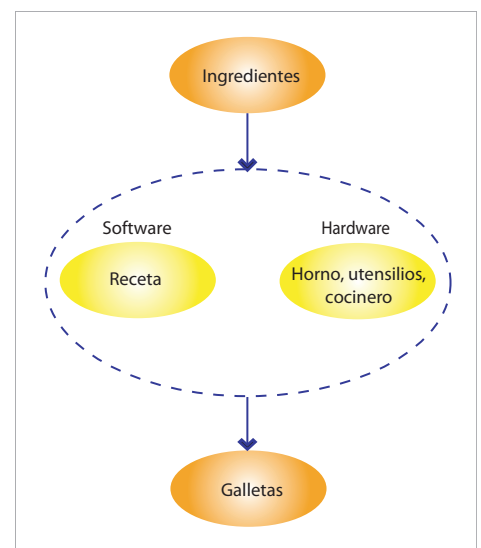 Ingredientes
Software
Hardware
Receta
Horno, utensilios,
cocinero
Galletas